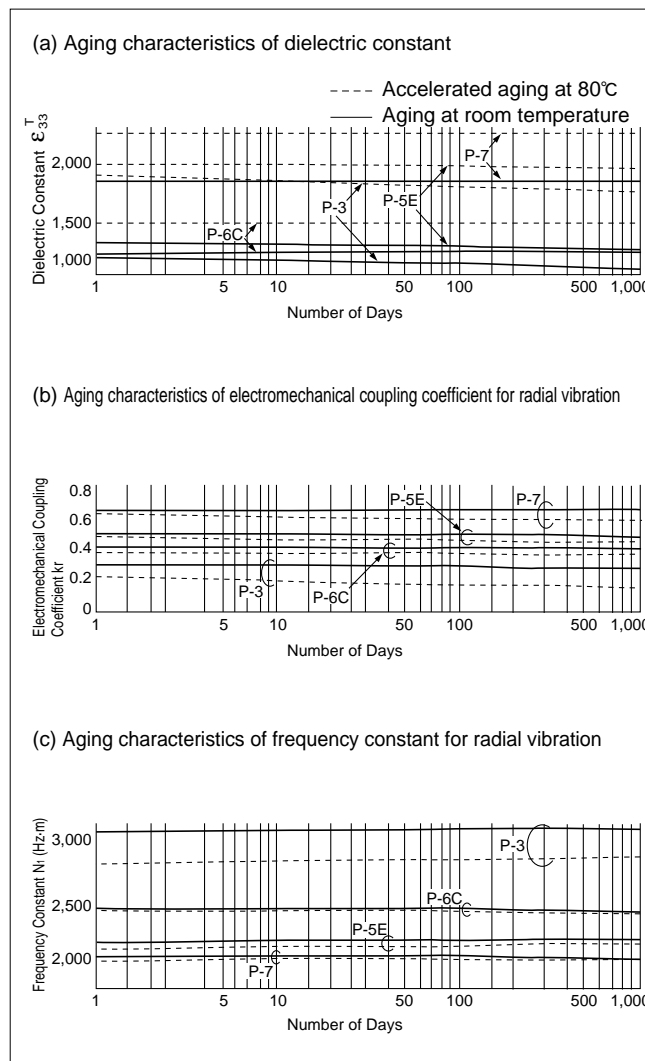 (a) Aging characteristics of dielectric constant
Accelerated aging at 80℃
Aging at room temperature
Dielectric Constant ε33T
2,000
1,500
1,000
P-7
P-5E
P-3
P-6C
1 5 10 50 100 500 1,000
Number of Days
(b) Aging characteristics of electromechanical coupling coefficient for radial vibration
Electromechanical Coupling
Coefficient kr
0.8
0.6
0.4
0.2
0
P-5E
P-7
P-3
P-6C
1 5 10 50 100 500 1,000
Number of Days
(c) Aging characteristics of frequency constant for radial vibration
Frequency Constant N1 (Hz·m)
3,000
2,500
2,000
P-3
P-6C
P-5E
P-7
1 5 10 50 100 500 1,000
Number of Days